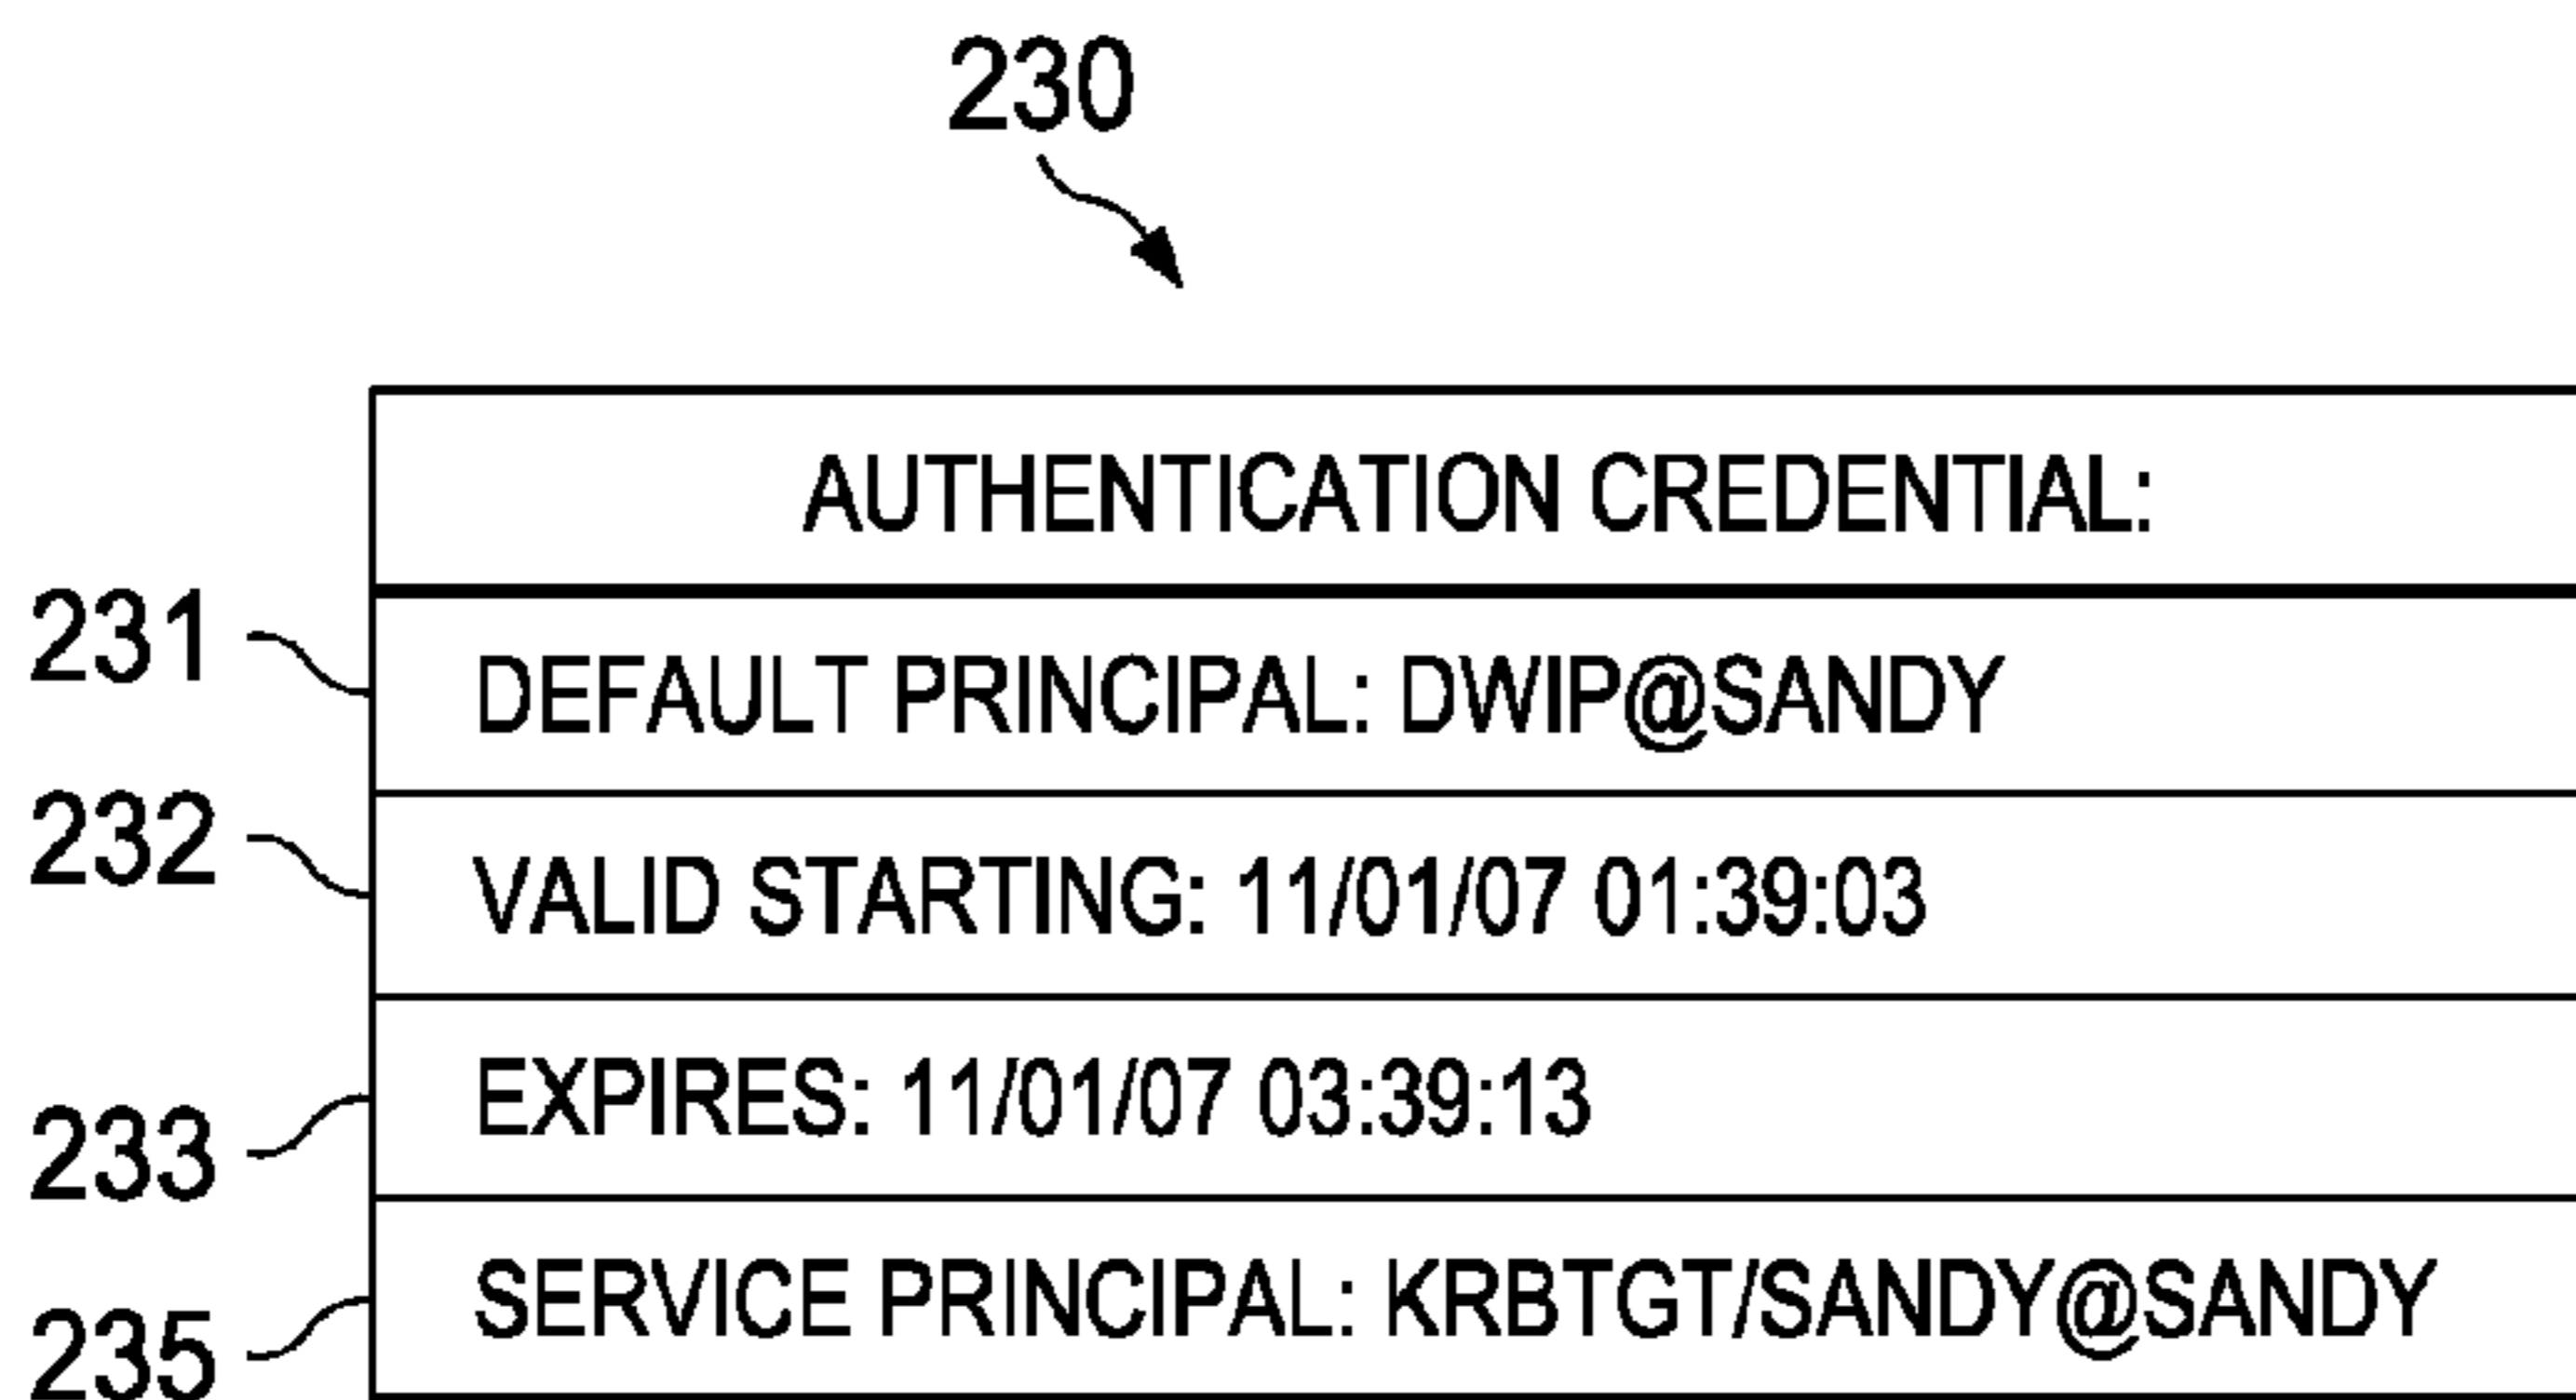 230
AUTHENTICATION CREDENTIAL:
231 DEFAULT PRINCIPAL: DWIP@SANDY
232 VALID STARTING: 11/01/07 01:39:03
233 EXPIRES: 11/01/07 03:39:13
235 SERVICE PRINCIPAL: KRBTGT/SANDY@SANDY